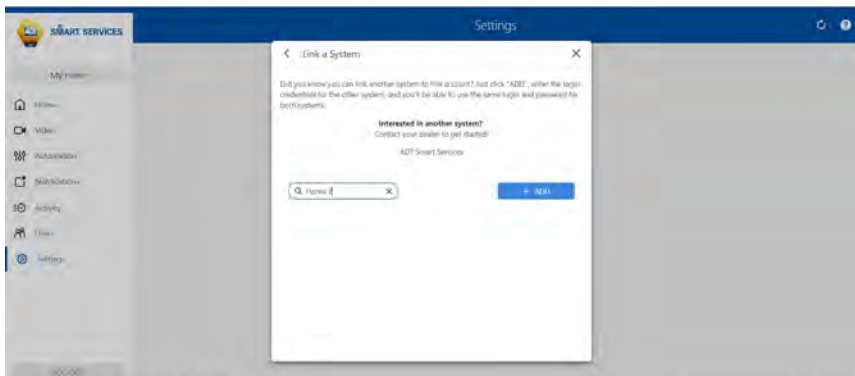 SMART SERVICES
Settings
My Home
Home
Video
Automation
Notifications
Activity
Users
Settings
Link a System
Did you know you can link another system to this account? Just click "ADD", enter the login
credentials for the other system, and you'll be able to use the same login and password for
both systems.
Interested in another system?
Contact your dealer to get started!
ADT Smart Services
Home 2
+ ADD